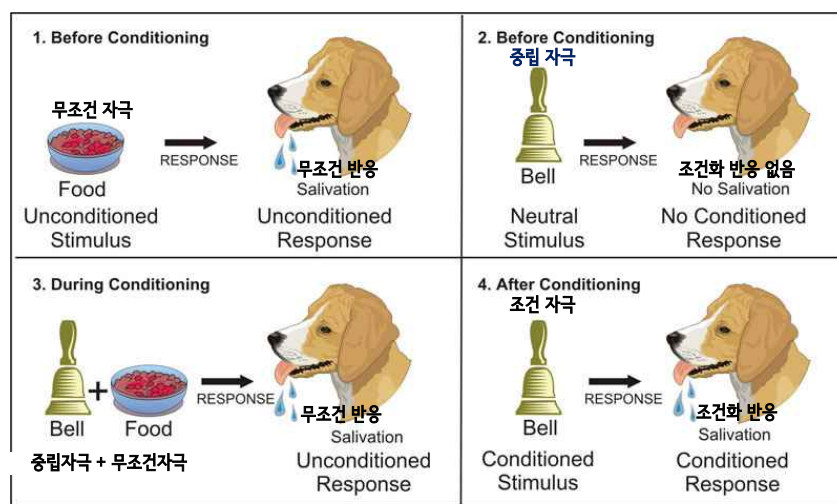 1. Before Conditioning
무조건 자극
RESPONSE
Food
무조건 반응
Salivation
Unconditioned
Stimulus
Unconditioned
Response
2. Before Conditioning
중립 자극
RESPONSE
Bell
조건화 반응 없음
No Salivation
Neutral
Stimulus
No Conditioned
Response
3. During Conditioning
+
RESPONSE
무조건 반응
Bell
Food
Salivation
중립자극 + 무조건자극
Unconditioned
Response
4. After Conditioning
조건 자극
RESPONSE
조건화 반응
Bell
Salivation
Conditioned
Stimulus
Conditioned
Response